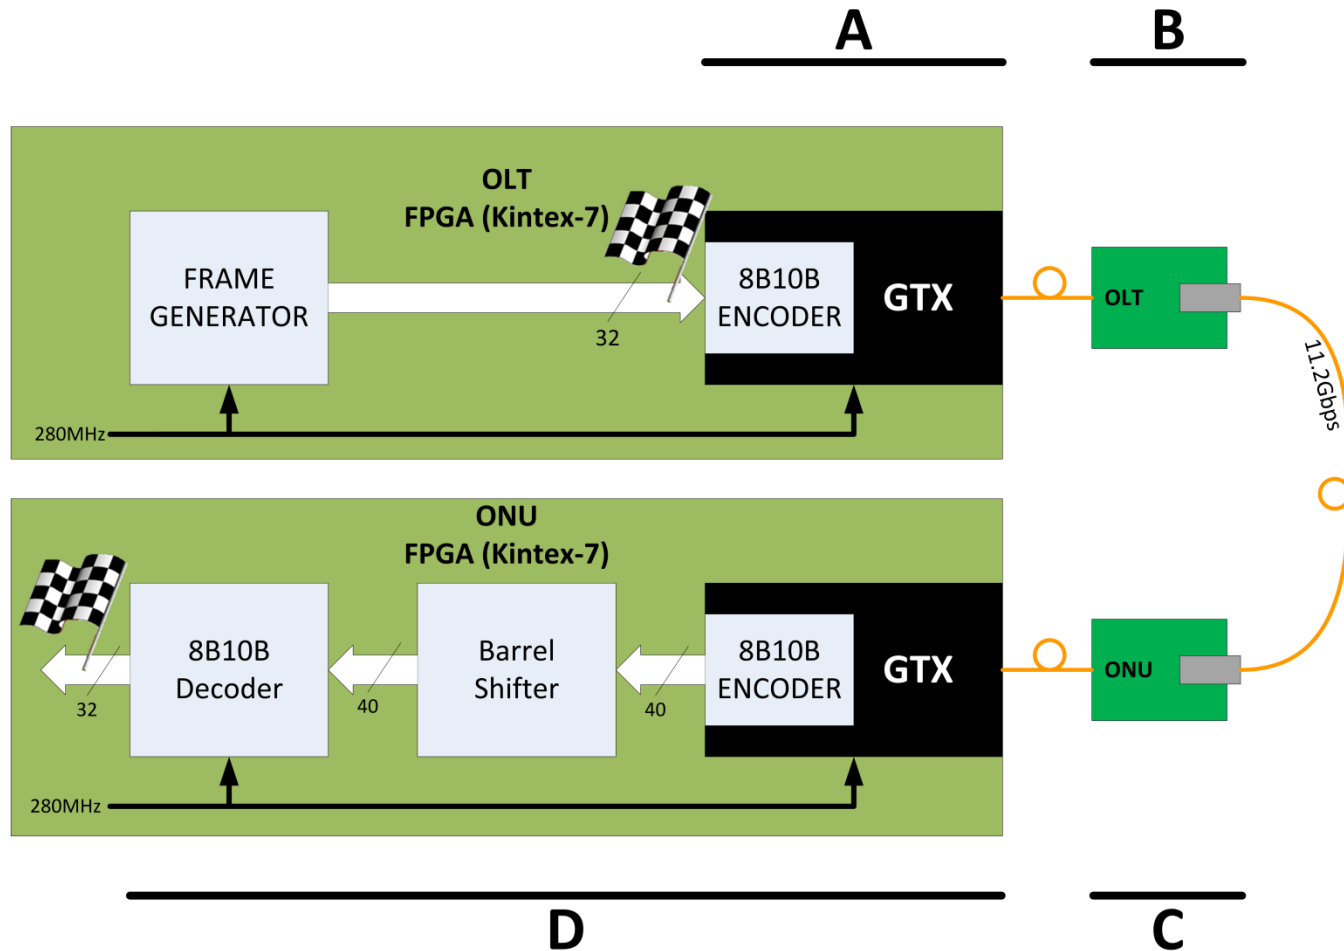 A
B
OLT
FPGA (Kintex-7)
FRAME
GENERATOR
32
8B10B
ENCODER
GTX
OLT
11.2Gbps
280MHz
ONU
FPGA (Kintex-7)
32
8B10B
Decoder
40
Barrel
Shifter
40
8B10B
ENCODER
GTX
ONU
280MHz
D
C